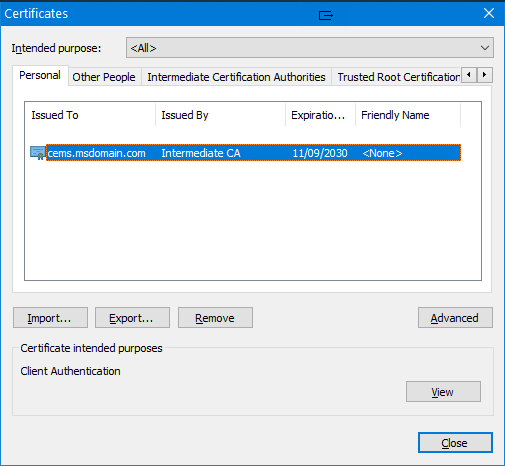 Certificates
Intended purpose: <All>
Personal Other People Intermediate Certification Authorities Trusted Root Certification
Issued To Issued By Expiratio... Friendly Name
cems.msdomain.com Intermediate CA 11/09/2030 <None>
Import... Export... Remove Advanced
Certificate intended purposes
Client Authentication
View
Close